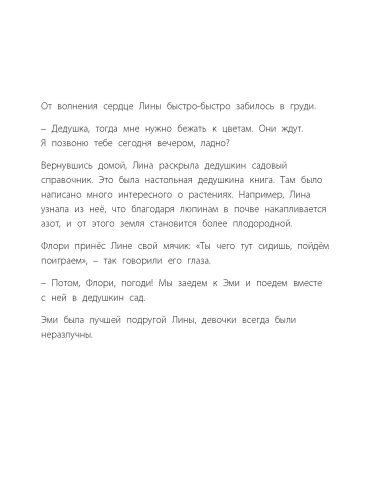 От волнения сердце Лины быстро-быстро забилось в груди.
– Дедушка, тогда мне нужно бежать к цветам. Они ждут.
Я позвоню тебе сегодня вечером, ладно?
Вернувшись домой, Лина раскрыла дедушкин садовый
справочник. Это была настольная дедушкина книга. Там было
написано много интересного о растениях. Например, Лина
узнала из неё, что благодаря люпинам в почве накапливается
азот, и от этого земля становится более плодородной.
Флори принёс Лине свой мячик: «Ты чего тут сидишь, пойдём
поиграем», – так говорили его глаза.
– Потом, Флори, погоди! Мы заедем к Эми и поедем вместе
с ней в дедушкин сад.
Эми была лучшей подругой Лины, девочки всегда были
неразлучны.